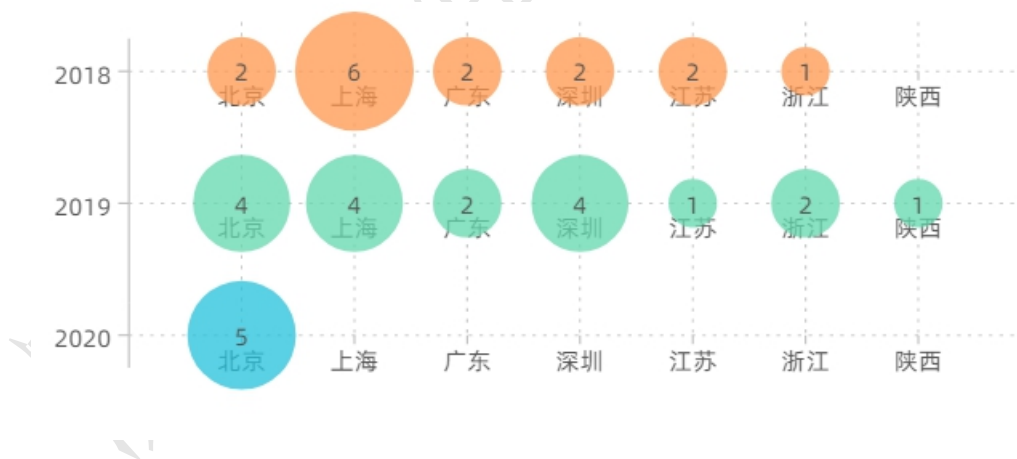 2018 2 6 2 2 2 1
北京 上海 广东 深圳 江苏 浙江 陕西
2019 4 4 2 4 1 2 1
北京 上海 广东 深圳 江苏 浙江 陕西
2020 5
北京 上海 广东 深圳 江苏 浙江 陕西